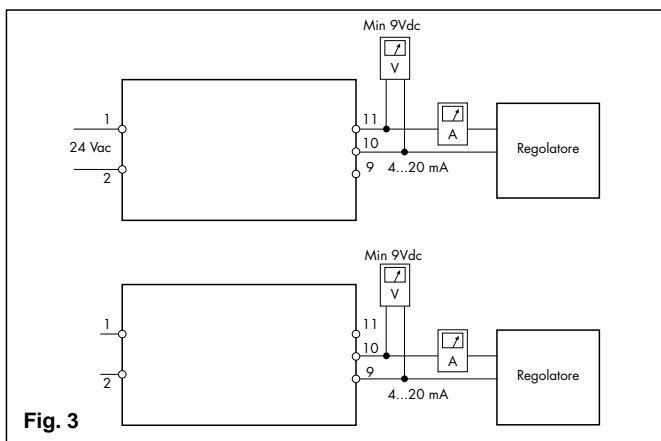 Min 9Vdc
V
1
11
A
24 Vac
10
Regolatore
2
9
4...20 mA
Min 9Vdc
V
1
11
A
10
Regolatore
2
9
4...20 mA
Fig. 3